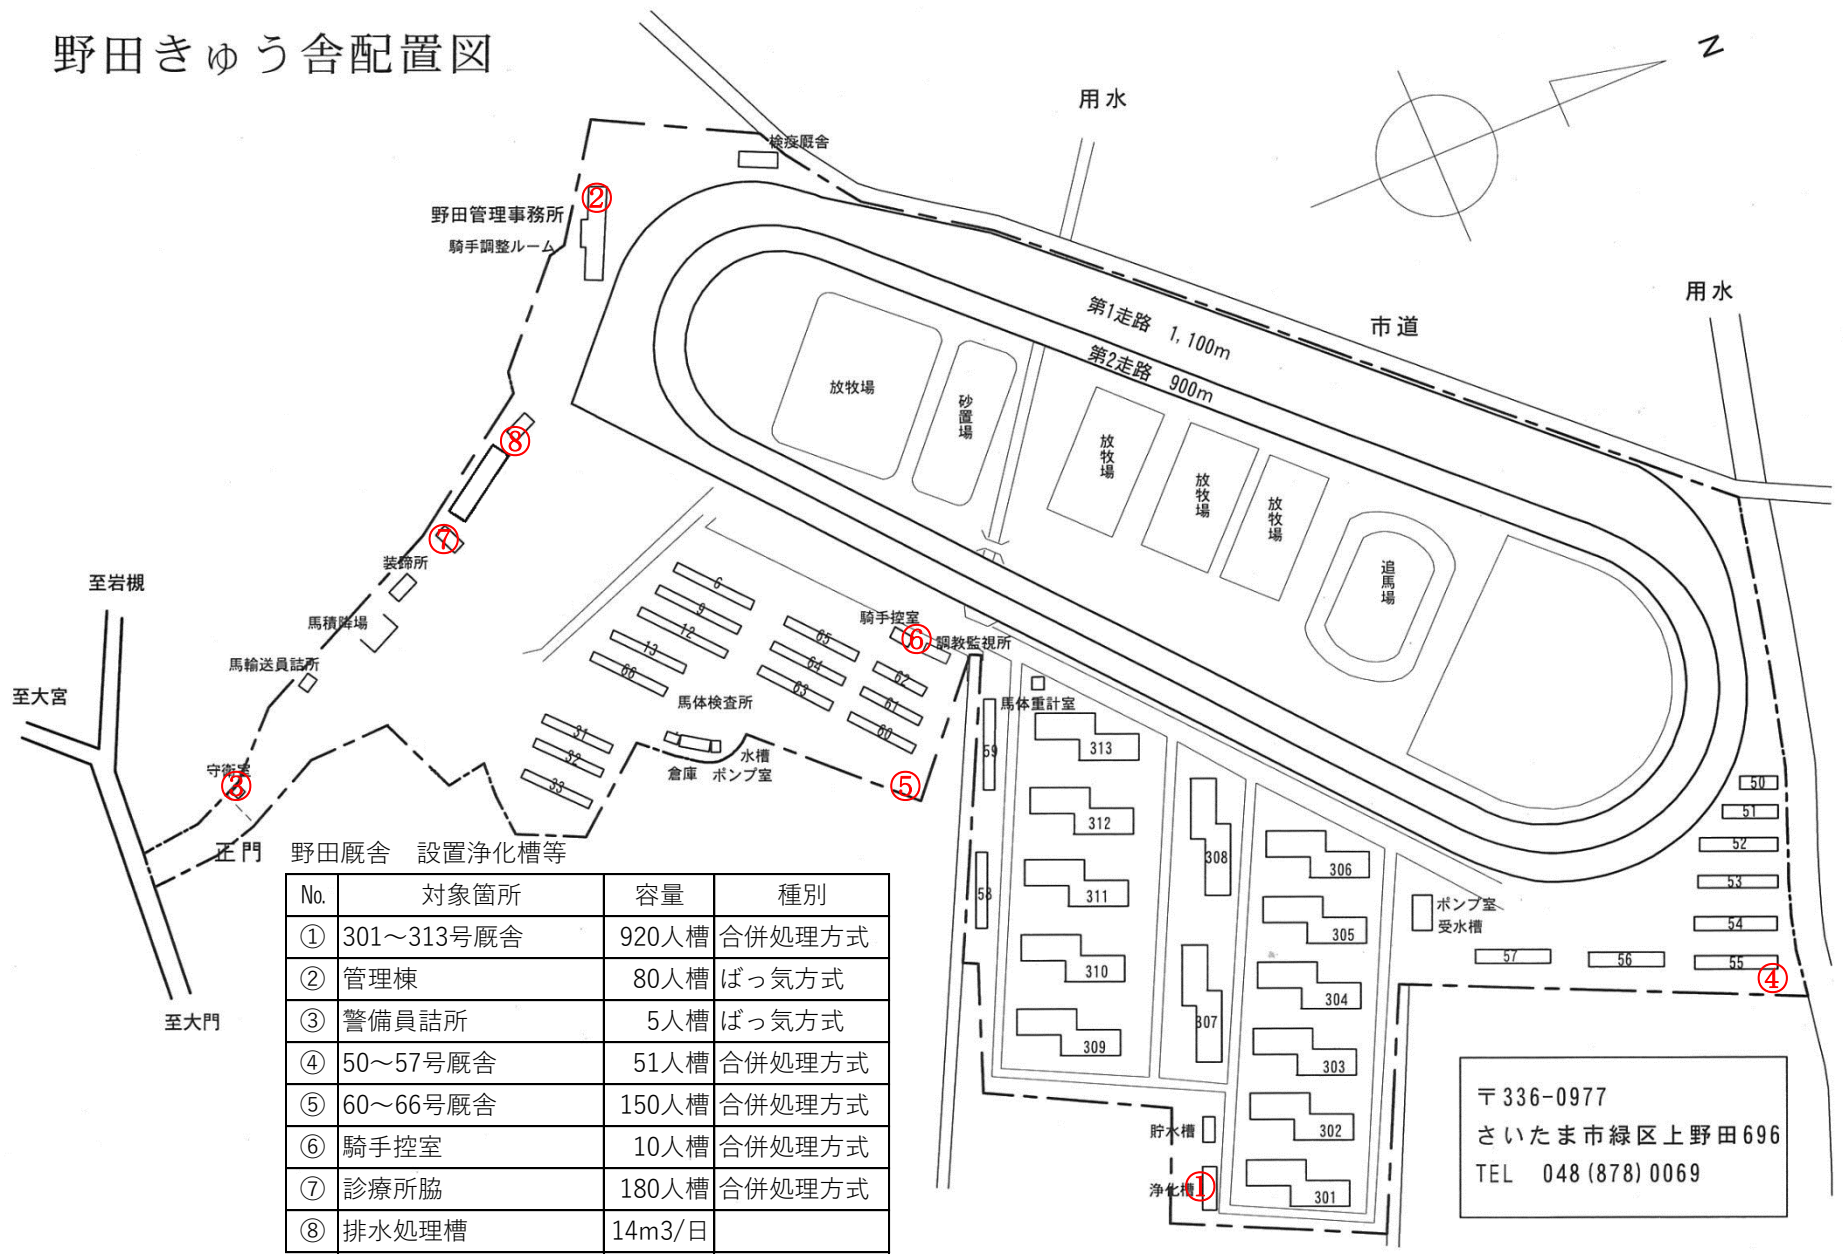 野田きゅう舎配置図
N
用水
検疫厩舎
②
野田管理事務所
騎手調整ルーム
用水
市道
第1走路 1,100m
第2走路 900m
放牧場
砂置場
放牧場
放牧場
放牧場
追馬場
⑧
⑦
装蹄所
至岩槻
馬積降場
馬輸送員詰所
至大宮
守衛室
③
正門
至大門
6
9
12
13
66
65
64
63
騎手控室
⑥
調教監視所
62
61
60
馬体検査所
31
32
33
倉庫
水槽
ポンプ室
⑤
59
58
馬体重計室
313
312
311
310
309
308
307
306
305
304
303
302
301
ポンプ室
受水槽
50
51
52
53
54
55
56
57
④
貯水槽
浄化槽
①
野田厩舎 設置浄化槽等
No. 対象箇所 容量 種別
① 301～313号厩舎 920人槽 合併処理方式
② 管理棟 80人槽 ばっ気方式
③ 警備員詰所 5人槽 ばっ気方式
④ 50～57号厩舎 51人槽 合併処理方式
⑤ 60～66号厩舎 150人槽 合併処理方式
⑥ 騎手控室 10人槽 合併処理方式
⑦ 診療所脇 180人槽 合併処理方式
⑧ 排水処理槽 14m3/日
〒336-0977
さいたま市緑区上野田696
TEL 048(878)0069